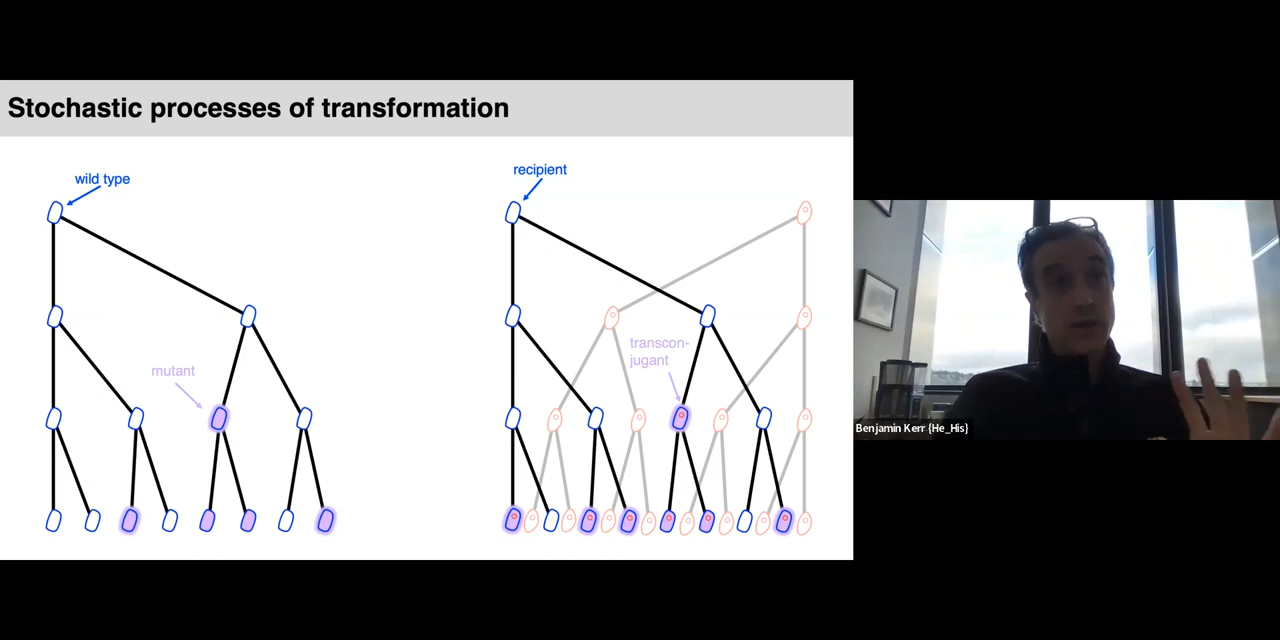 Stochastic processes of transformation
wild type
recipient
transcon-
jugant
mutant
Benjamin Kerr {He_His}